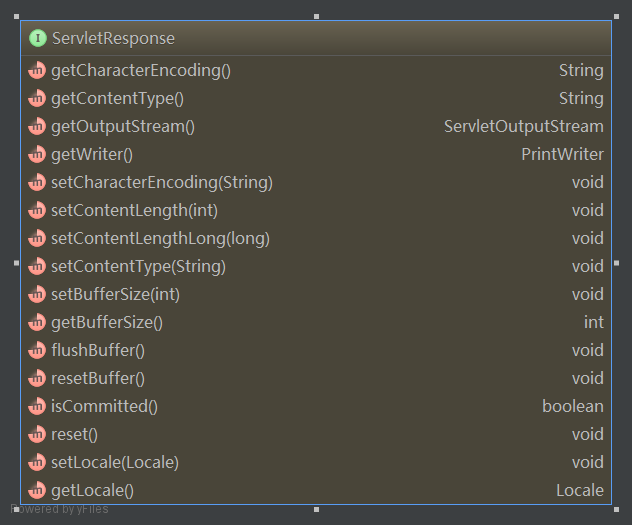 I ServletResponse
m getCharacterEncoding() String
m getContentType() String
m getOutputStream() ServletOutputStream
m getWriter() PrintWriter
m setCharacterEncoding(String) void
m setContentLength(int) void
m setContentLengthLong(long) void
m setContentType(String) void
m setBufferSize(int) void
m getBufferSize() int
m flushBuffer() void
m resetBuffer() void
m isCommitted() boolean
m reset() void
m setLocale(Locale) void
m getLocale() Locale
Powered by yFiles